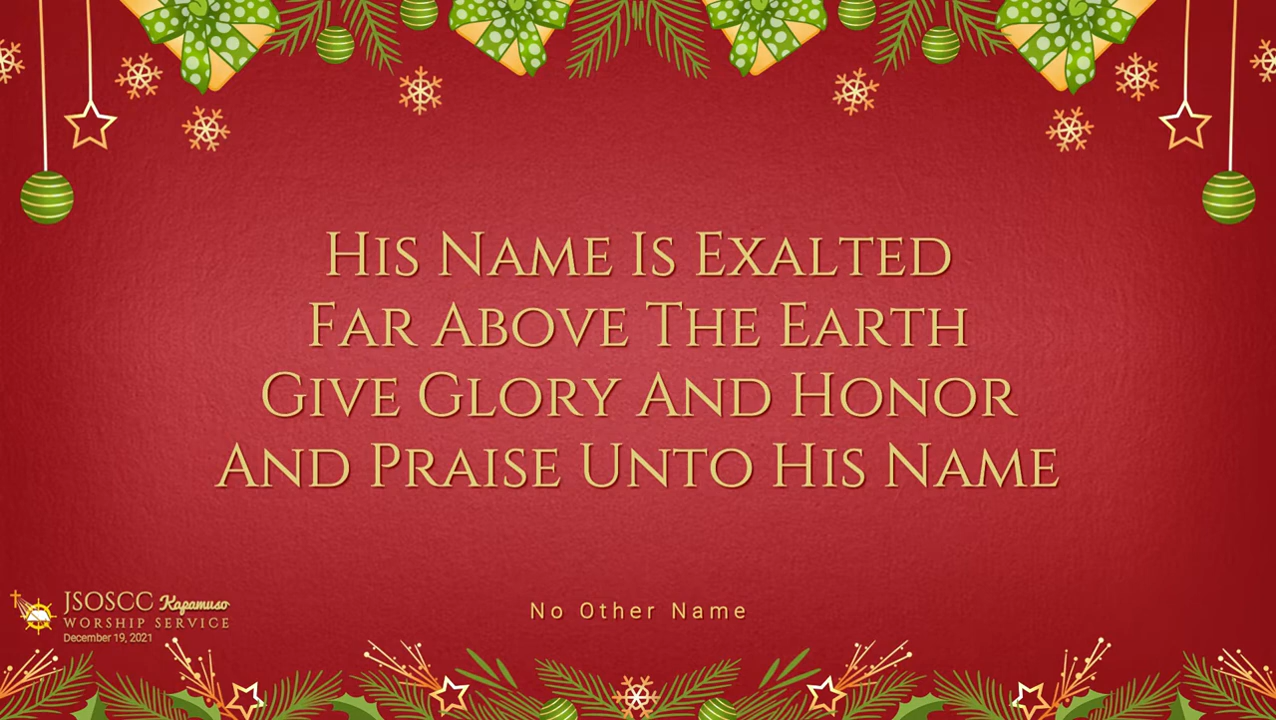 His Name Is Exalted
Far Above The Earth
Give Glory And Honor
And Praise Unto His Name
JSOSCC Kapamuso
WORSHIP SERVICE
December 19, 2021
No Other Name